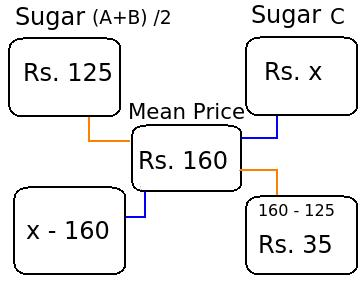 Sugar (A+B) /2
Sugar C
Rs. 125
Rs. x
Mean Price
Rs. 160
x - 160
160 - 125
Rs. 35